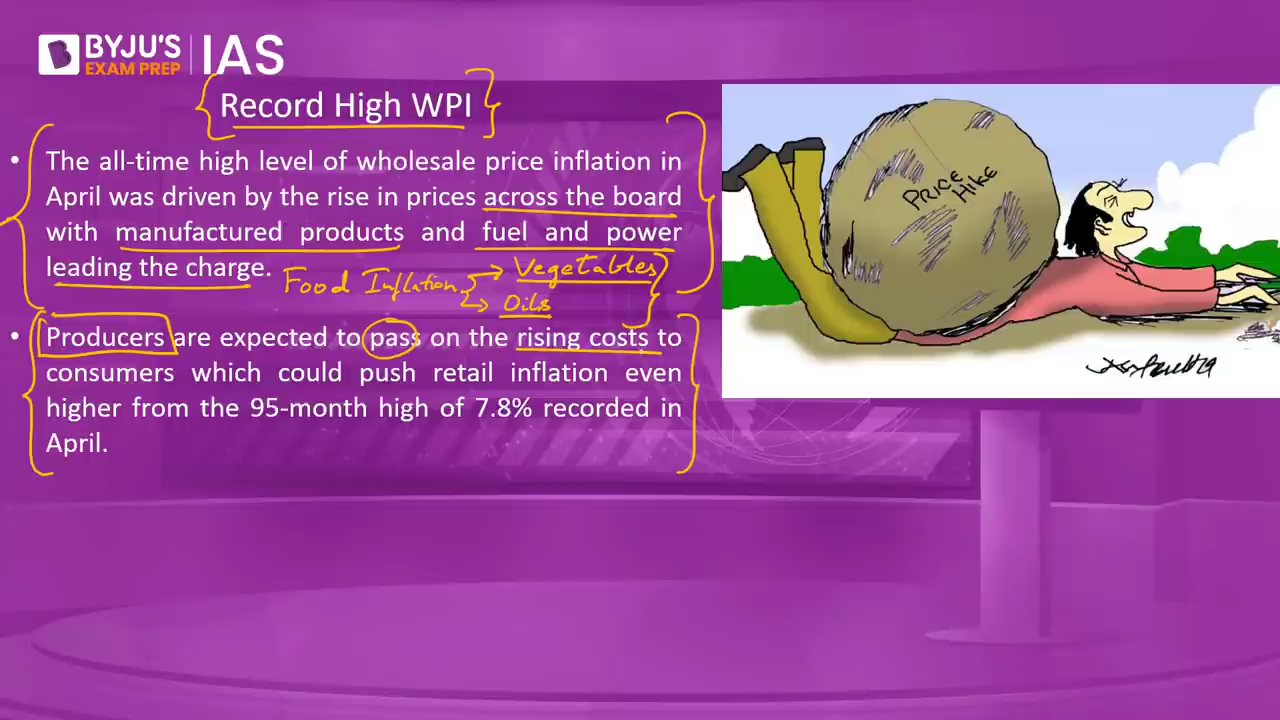 BYJU'S
EXAM PREP
IAS
Record High WPI
• The all-time high level of wholesale price inflation in
April was driven by the rise in prices across the board
with manufactured products and fuel and power
leading the charge.
Food Inflation → Vegetables
→ Oils
• Producers are expected to pass on the rising costs to
consumers which could push retail inflation even
higher from the 95-month high of 7.8% recorded in
April.
PRICE
HIKE